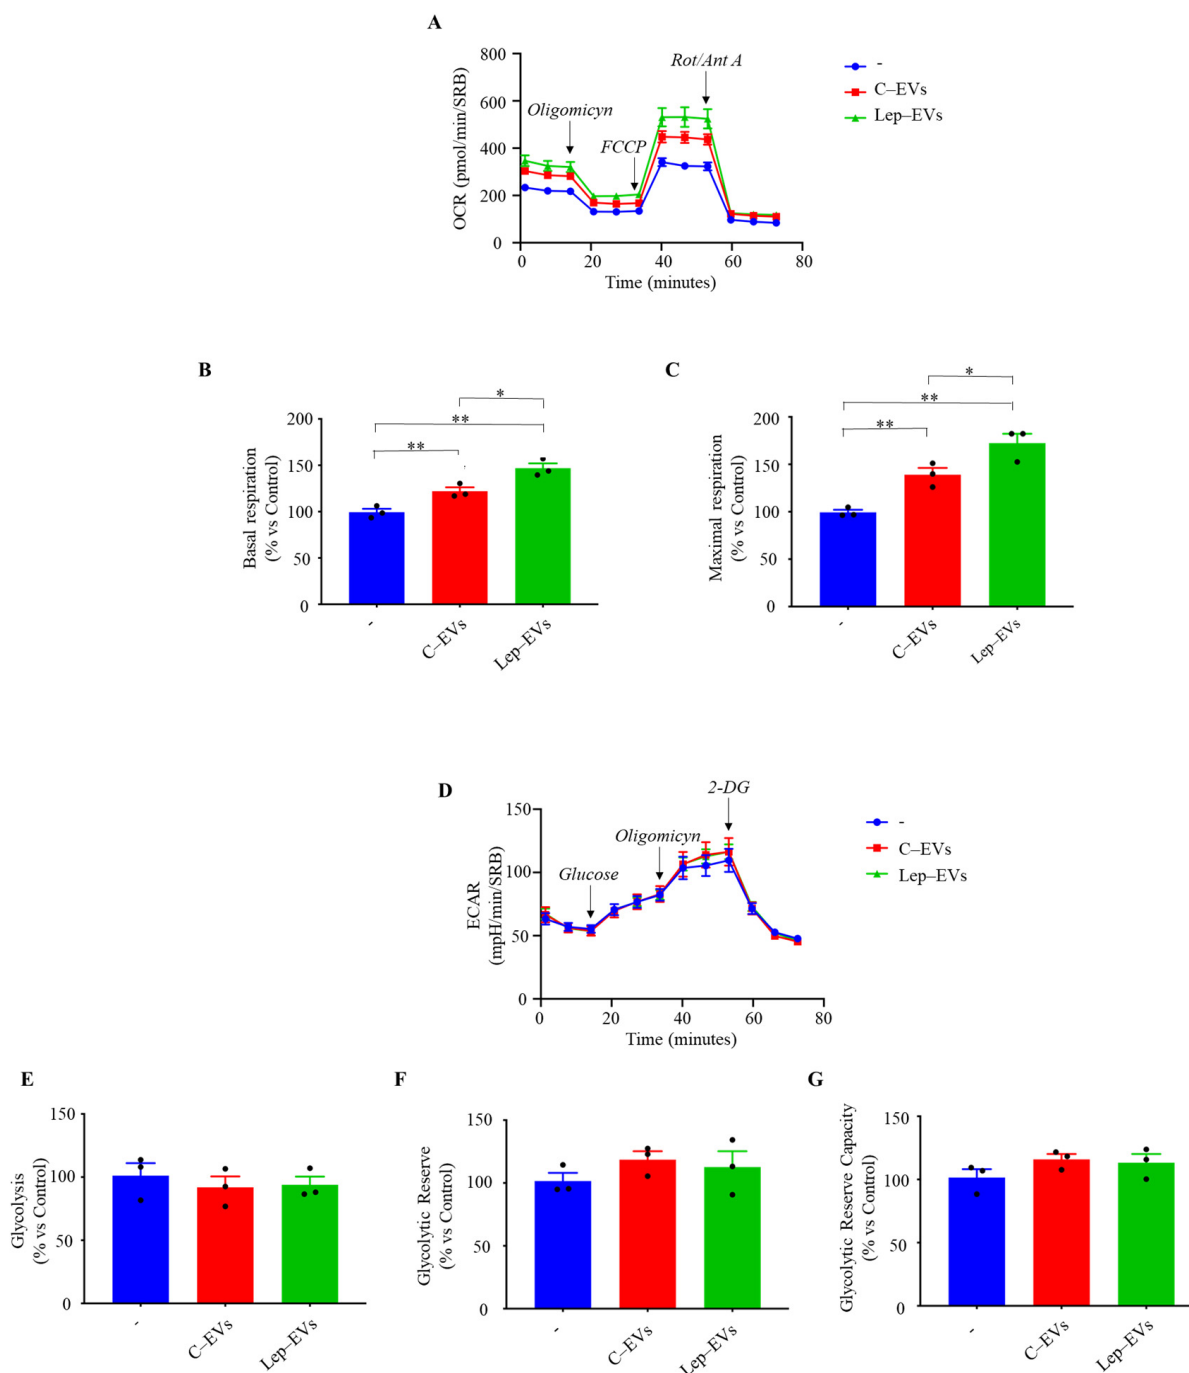 A
800
600
400
200
0
OCR (pmol/min/SRB)
Oligomicyn
FCCP
Rot/Ant A
0 20 40 60 80
Time (minutes)
-
C–EVs
Lep–EVs
B
200
150
100
50
0
Basal respiration
(% vs Control)
**
**
*
-
C–EVs
Lep–EVs
C
200
150
100
50
0
Maximal respiration
(% vs Control)
**
**
*
-
C–EVs
Lep–EVs
D
150
100
50
0
ECAR
(mpH/min/SRB)
Glucose
Oligomicyn
2-DG
0 20 40 60 80
Time (minutes)
-
C–EVs
Lep–EVs
E
150
100
50
0
Glycolysis
(% vs Control)
-
C–EVs
Lep–EVs
F
150
100
50
0
Glycolytic Reserve
(% vs Control)
-
C–EVs
Lep–EVs
G
150
100
50
0
Glycolytic Reserve Capacity
(% vs Control)
-
C–EVs
Lep–EVs